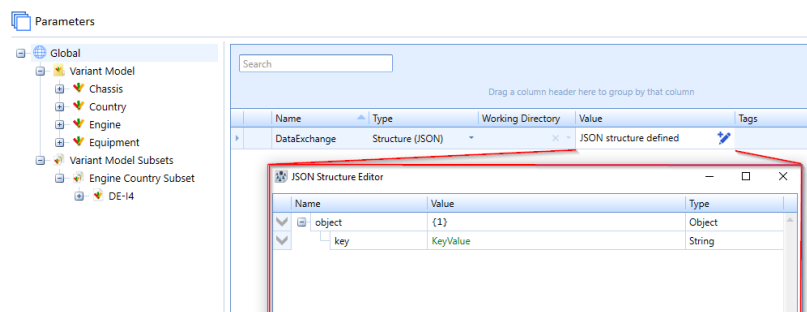 Parameters
Global
Variant Model
Chassis
Country
Engine
Equipment
Variant Model Subsets
Engine Country Subset
DE-I4
Search
Drag a column header here to group by that column
Name Type Working Directory Value Tags
DataExchange Structure (JSON) JSON structure defined
JSON Structure Editor
Name Value Type
object {1} Object
key KeyValue String